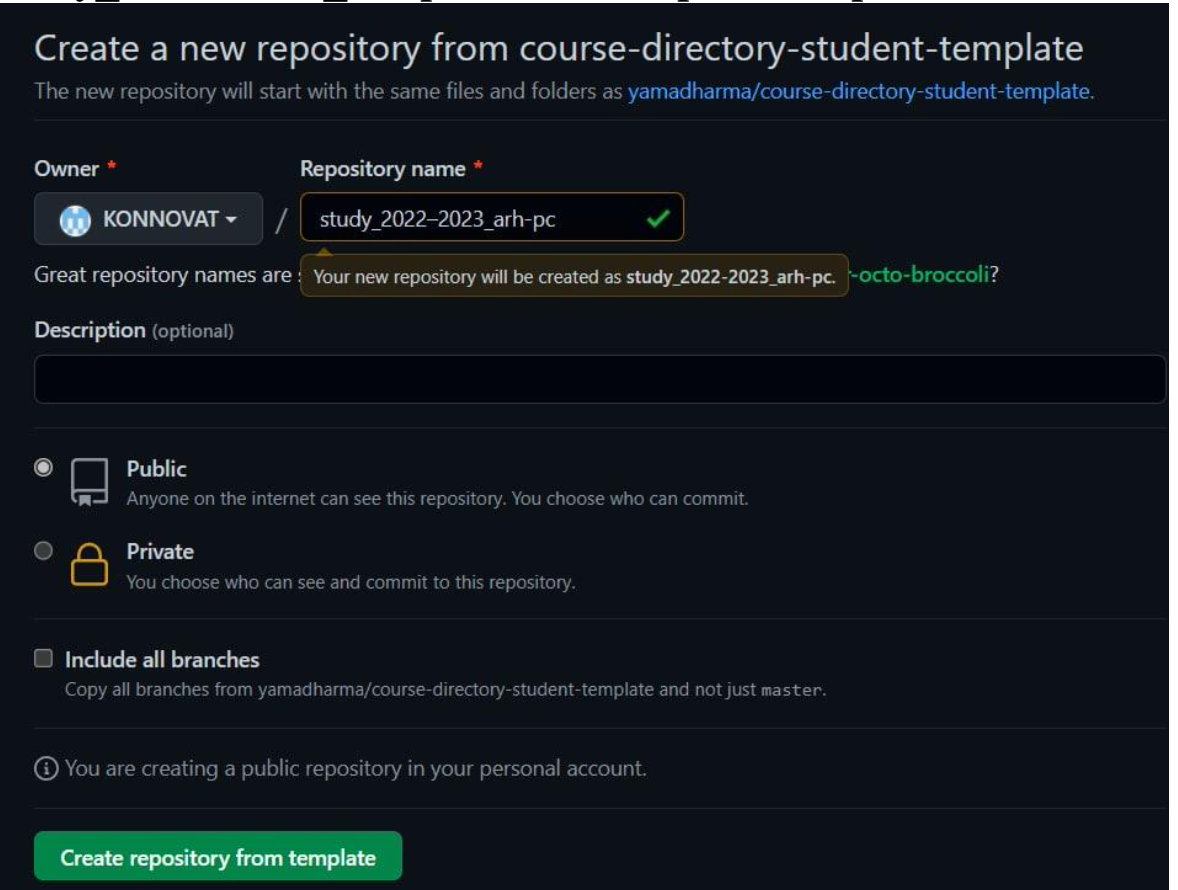 Create a new repository from course-directory-student-template
The new repository will start with the same files and folders as yamadharma/course-directory-student-template.
Owner * Repository name *
KONNOVAT / study_2022–2023_arh-pc
Great repository names are -octo-broccoli?
Your new repository will be created as study_2022-2023_arh-pc.
Description (optional)
Public
Anyone on the internet can see this repository. You choose who can commit.
Private
You choose who can see and commit to this repository.
Include all branches
Copy all branches from yamadharma/course-directory-student-template and not just master.
You are creating a public repository in your personal account.
Create repository from template